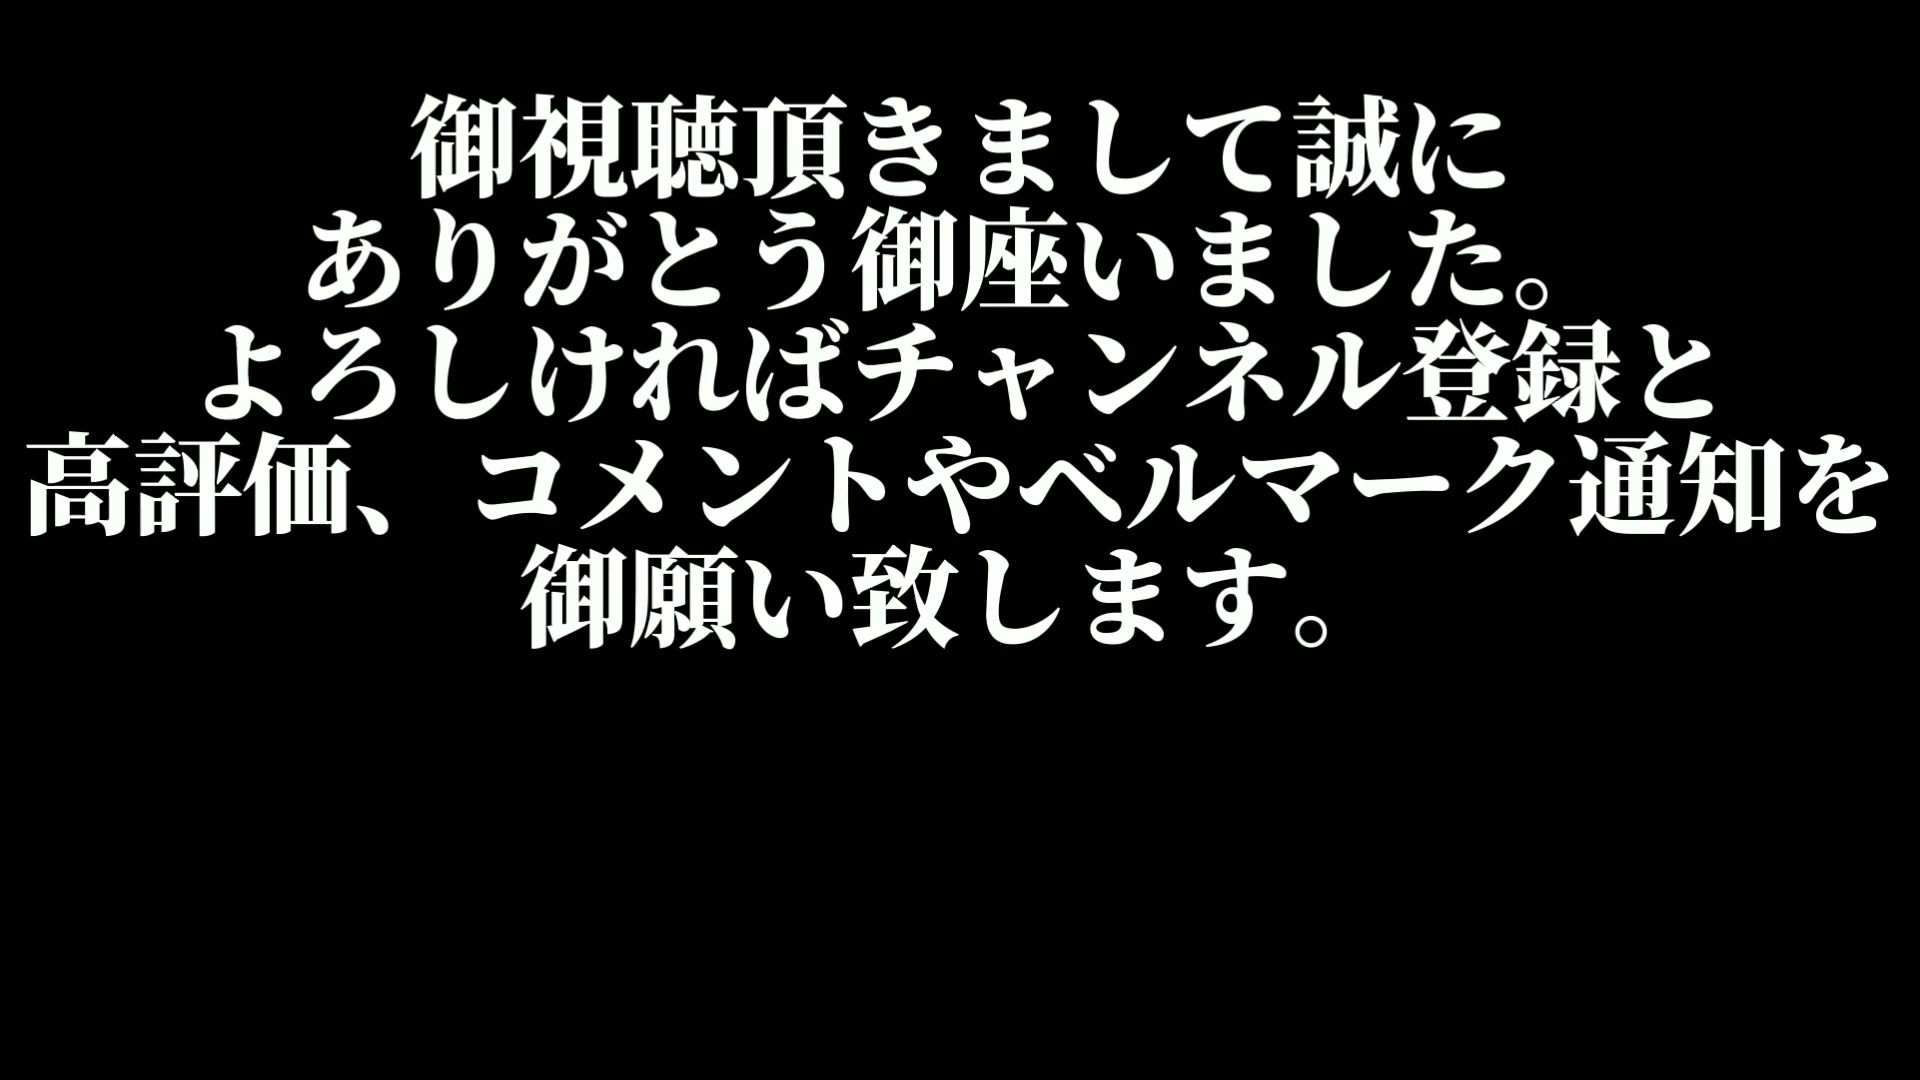 御視聴頂きまして誠に
ありがとう御座いました。
よろしければチャンネル登録と
高評価、コメントやベルマーク通知を
御願い致します。